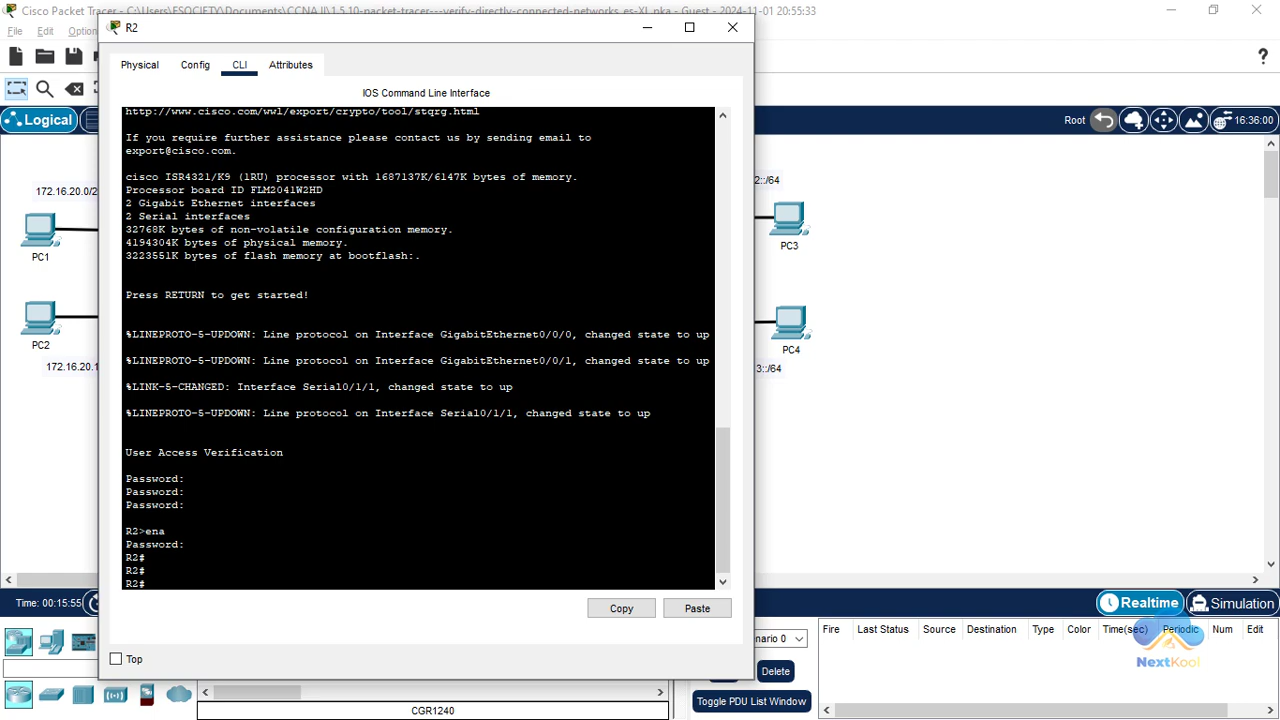 Cisco Packet Tracer - C:\Users\ESOCIETY\Documents\CCNA II\1.5.10-packet-tracer---verify-directly-connected-networks_es-XL.pka - Guest - 2024-11-01 20:55:33
File Edit Option
R2
Physical Config CLI Attributes
IOS Command Line Interface
Logical
Root 16:36:00
http://www.cisco.com/wwl/export/crypto/tool/stqrg.html
If you require further assistance please contact us by sending email to
export@cisco.com.
cisco ISR4321/K9 (1RU) processor with 1687137K/6147K bytes of memory.
Processor board ID FLM2041W2HD
2 Gigabit Ethernet interfaces
2 Serial interfaces
32768K bytes of non-volatile configuration memory.
4194304K bytes of physical memory.
3223551K bytes of flash memory at bootflash:.
Press RETURN to get started!
%LINEPROTO-5-UPDOWN: Line protocol on Interface GigabitEthernet0/0/0, changed state to up
%LINEPROTO-5-UPDOWN: Line protocol on Interface GigabitEthernet0/0/1, changed state to up
%LINK-5-CHANGED: Interface Serial0/1/1, changed state to up
%LINEPROTO-5-UPDOWN: Line protocol on Interface Serial0/1/1, changed state to up
User Access Verification
Password:
Password:
Password:
R2>ena
Password:
R2#
R2#
R2#
Copy Paste
Top
172.16.20.0/2
PC1
PC2
172.16.20.1
2::/64
PC3
PC4
3::/64
Time: 00:15:55
Realtime Simulation
nario 0
Delete
Toggle PDU List Window
Fire Last Status Source Destination Type Color Time(sec) Periodic Num Edit
NextKool
CGR1240